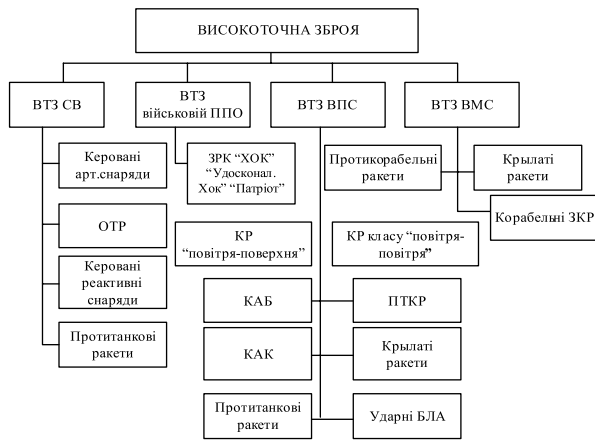 ВИСОКОТОЧНА ЗБРОЯ
ВТЗ СВ
ВТЗ
військовій ППО
ВТЗ ВПС
ВТЗ ВМС
Керовані
арт.снаряди
ОТР
Керовані
реактивні
снаряди
Протитанкові
ракети
ЗРК “ХОК”
“Удосконал.
Хок” “Патріот”
КР
“повітря-поверхня”
КР класу “повітря-
повітря”
КАБ
ПТКР
КАК
Крылаті
ракети
Протитанкові
ракети
Ударні БЛА
Протикорабельні
ракети
Крылаті
ракети
Корабельні ЗКР